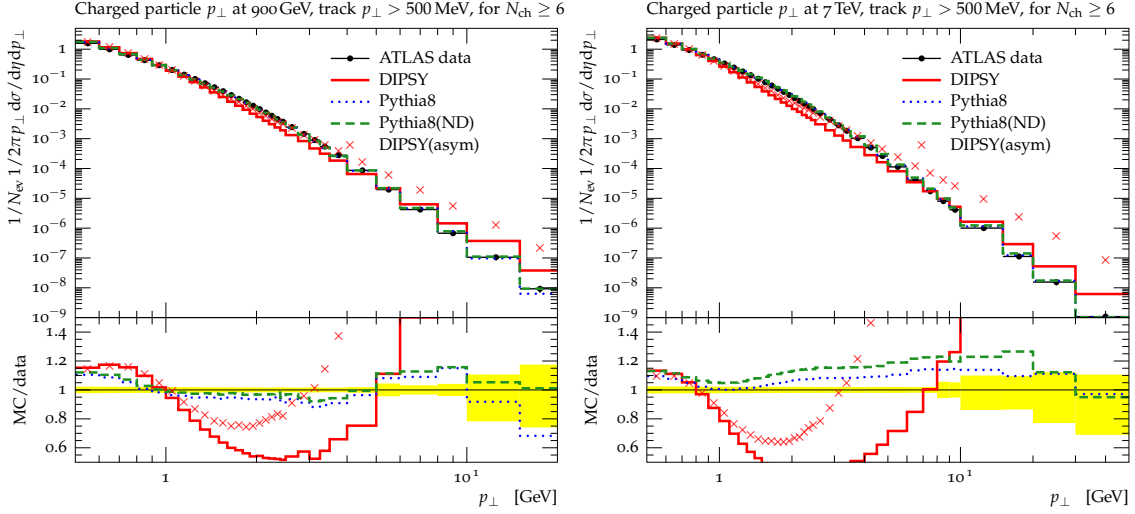 Charged particle p⊥ at 900 GeV, track p⊥ > 500 MeV, for Nch ≥ 6
1/Nev 1/2πp⊥ dσ/dηdp⊥
1
10⁻¹
10⁻²
10⁻³
10⁻⁴
10⁻⁵
10⁻⁶
10⁻⁷
10⁻⁸
10⁻⁹
ATLAS data
DIPSY
Pythia8
Pythia8(ND)
DIPSY(asym)
MC/data
1.4
1.2
1
0.8
0.6
1
10¹
p⊥ [GeV]
Charged particle p⊥ at 7 TeV, track p⊥ > 500 MeV, for Nch ≥ 6
1/Nev 1/2πp⊥ dσ/dηdp⊥
1
10⁻¹
10⁻²
10⁻³
10⁻⁴
10⁻⁵
10⁻⁶
10⁻⁷
10⁻⁸
10⁻⁹
ATLAS data
DIPSY
Pythia8
Pythia8(ND)
DIPSY(asym)
MC/data
1.4
1.2
1
0.8
0.6
1
10¹
p⊥ [GeV]